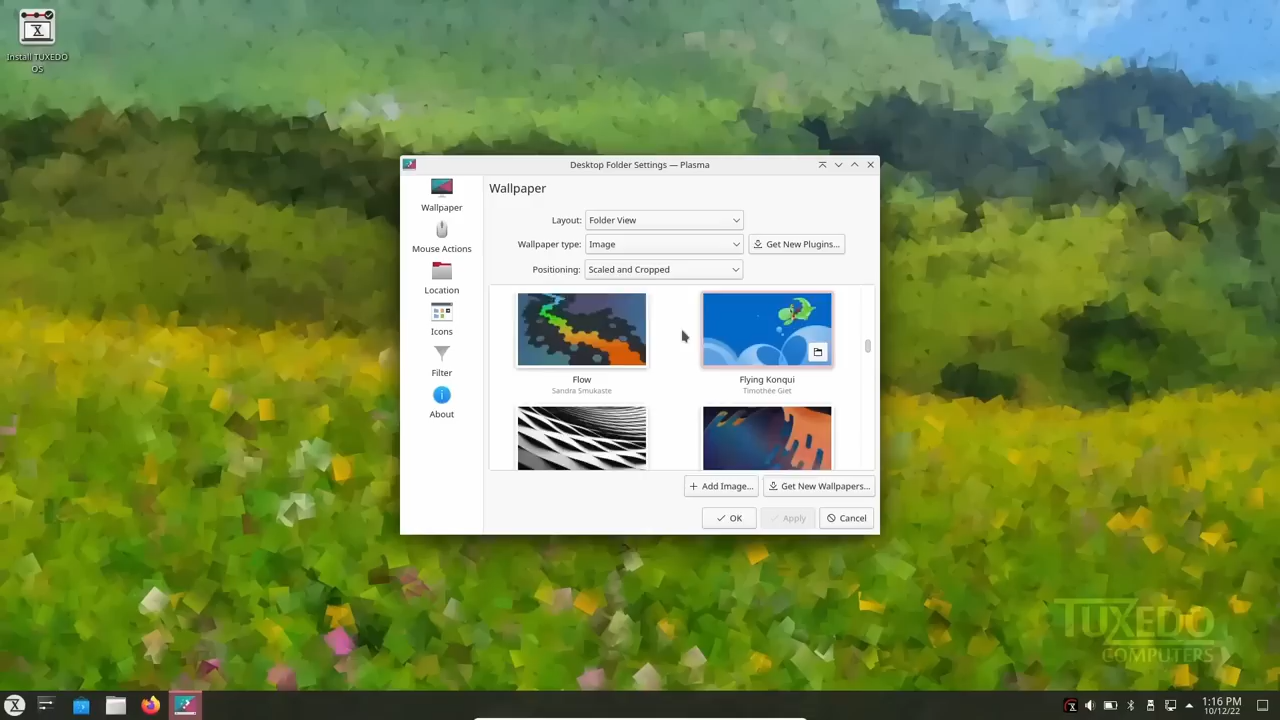 Install TUXEDO
OS
Desktop Folder Settings — Plasma
Wallpaper
Mouse Actions
Location
Icons
Filter
About
Wallpaper
Layout: Folder View
Wallpaper type: Image Get New Plugins...
Positioning: Scaled and Cropped
Flow
Sandra Smukaste
Flying Konqui
Timothée Giet
Add Image... Get New Wallpapers...
OK Apply Cancel
TUXEDO
COMPUTERS
1:16 PM
10/12/22